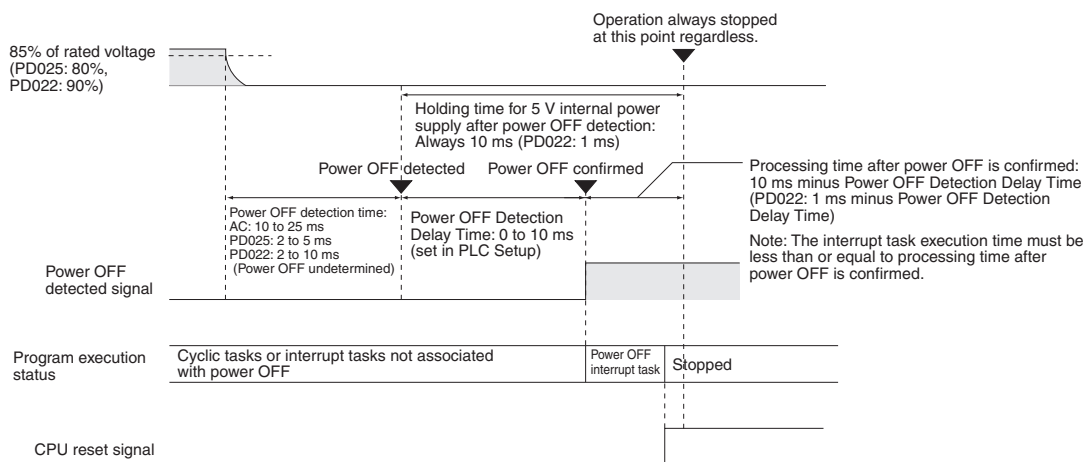 Operation always stopped
at this point regardless.
85% of rated voltage
(PD025: 80%,
PD022: 90%)
Holding time for 5 V internal power
supply after power OFF detection:
Always 10 ms (PD022: 1 ms)
Power OFF detected
Power OFF confirmed
Processing time after power OFF is confirmed:
10 ms minus Power OFF Detection Delay Time
(PD022: 1 ms minus Power OFF Detection
Delay Time)
Note: The interrupt task execution time must be
less than or equal to processing time after
power OFF is confirmed.
Power OFF detection time:
AC: 10 to 25 ms
PD025: 2 to 5 ms
PD022: 2 to 10 ms
(Power OFF undetermined)
Power OFF Detection
Delay Time: 0 to 10 ms
(set in PLC Setup)
Power OFF
detected signal
Program execution
status
Cyclic tasks or interrupt tasks not associated
with power OFF
Power OFF
interrupt task
Stopped
CPU reset signal